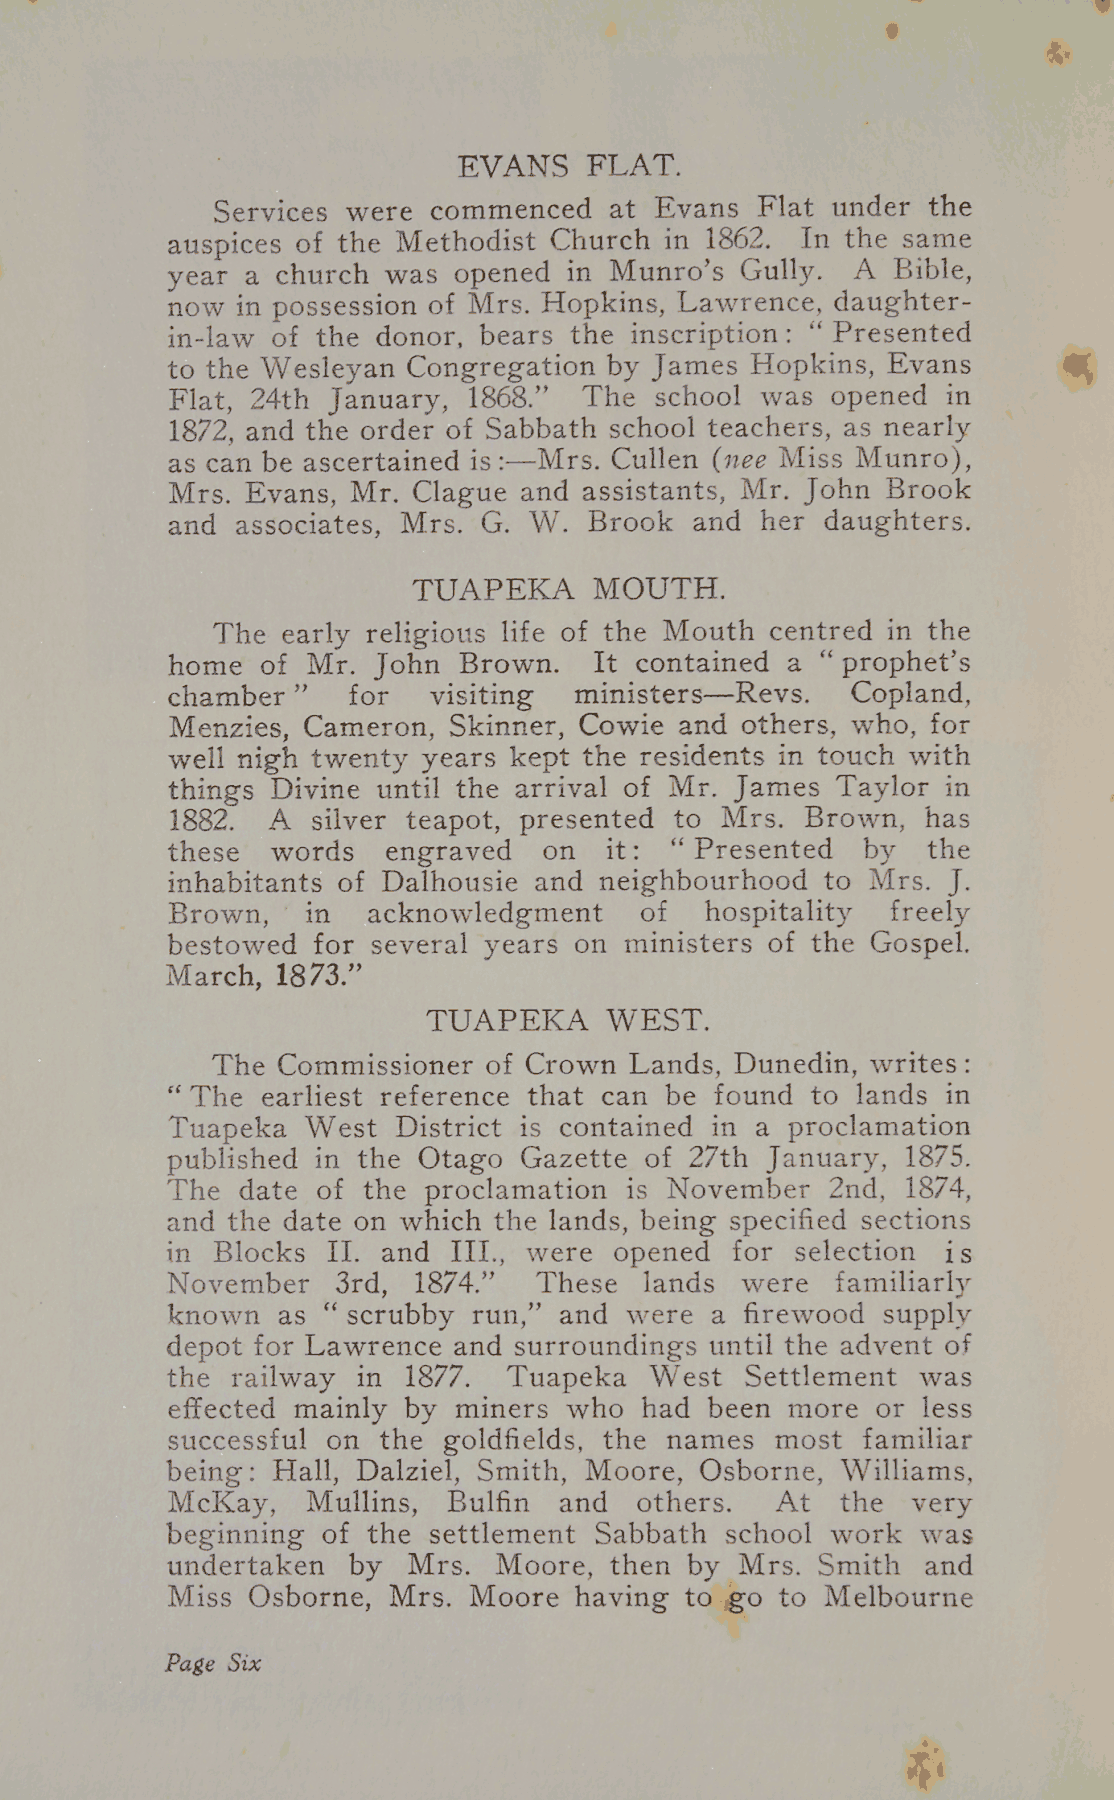 EVANS FLAT.
Services were commenced at Evans Flat under the
auspices of the Methodist Church in 1862. In the same
year a church was opened in Munro's Gully. A Bible,
now in possession of Mrs. Hopkins, Lawrence, daughter-
in-law of the donor, bears the inscription: “Presented
to the Wesleyan Congregation by James Hopkins, Evans
Flat, 24th January, 1868.” The school was opened in
1872, and the order of Sabbath school teachers, as nearly
as can be ascertained is:—Mrs. Cullen (nee Miss Munro),
Mrs. Evans, Mr. Clague and assistants, Mr. John Brook
and associates, Mrs. G. W. Brook and her daughters.
TUAPEKA MOUTH.
The early religious life of the Mouth centred in the
home of Mr. John Brown. It contained a “prophet's
chamber” for visiting ministers—Revs. Copland,
Menzies, Cameron, Skinner, Cowie and others, who, for
well nigh twenty years kept the residents in touch with
things Divine until the arrival of Mr. James Taylor in
1882. A silver teapot, presented to Mrs. Brown, has
these words engraved on it: “Presented by the
inhabitants of Dalhousie and neighbourhood to Mrs. J.
Brown, in acknowledgment of hospitality freely
bestowed for several years on ministers of the Gospel.
March, 1873.”
TUAPEKA WEST.
The Commissioner of Crown Lands, Dunedin, writes:
“The earliest reference that can be found to lands in
Tuapeka West District is contained in a proclamation
published in the Otago Gazette of 27th January, 1875.
The date of the proclamation is November 2nd, 1874,
and the date on which the lands, being specified sections
in Blocks II. and III., were opened for selection is
November 3rd, 1874.” These lands were familiarly
known as “scrubby run,” and were a firewood supply
depot for Lawrence and surroundings until the advent of
the railway in 1877. Tuapeka West Settlement was
effected mainly by miners who had been more or less
successful on the goldfields, the names most familiar
being: Hall, Dalziel, Smith, Moore, Osborne, Williams,
McKay, Mullins, Bulfin and others. At the very
beginning of the settlement Sabbath school work was
undertaken by Mrs. Moore, then by Mrs. Smith and
Miss Osborne, Mrs. Moore having to go to Melbourne
Page Six